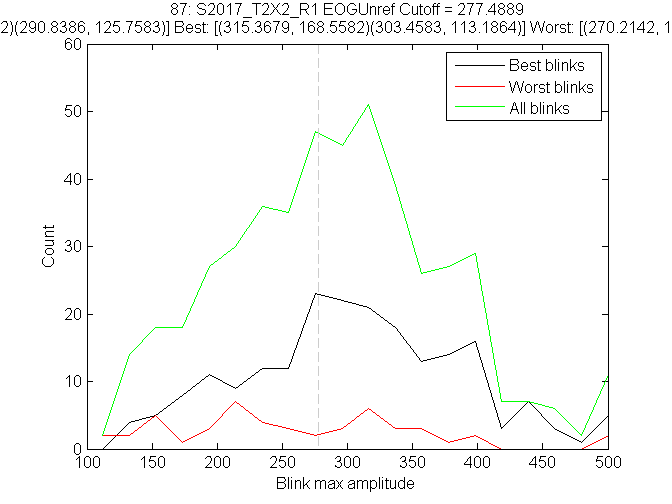 87: S2017_T2X2_R1 EOGUnref Cutoff = 277.4889
2)(290.8386, 125.7583)] Best: [(315.3679, 168.5582)(303.4583, 113.1864)] Worst: [(270.2142, 1
60
50
40
30
20
10
0
Count
Best blinks
Worst blinks
All blinks
100 150 200 250 300 350 400 450 500
Blink max amplitude